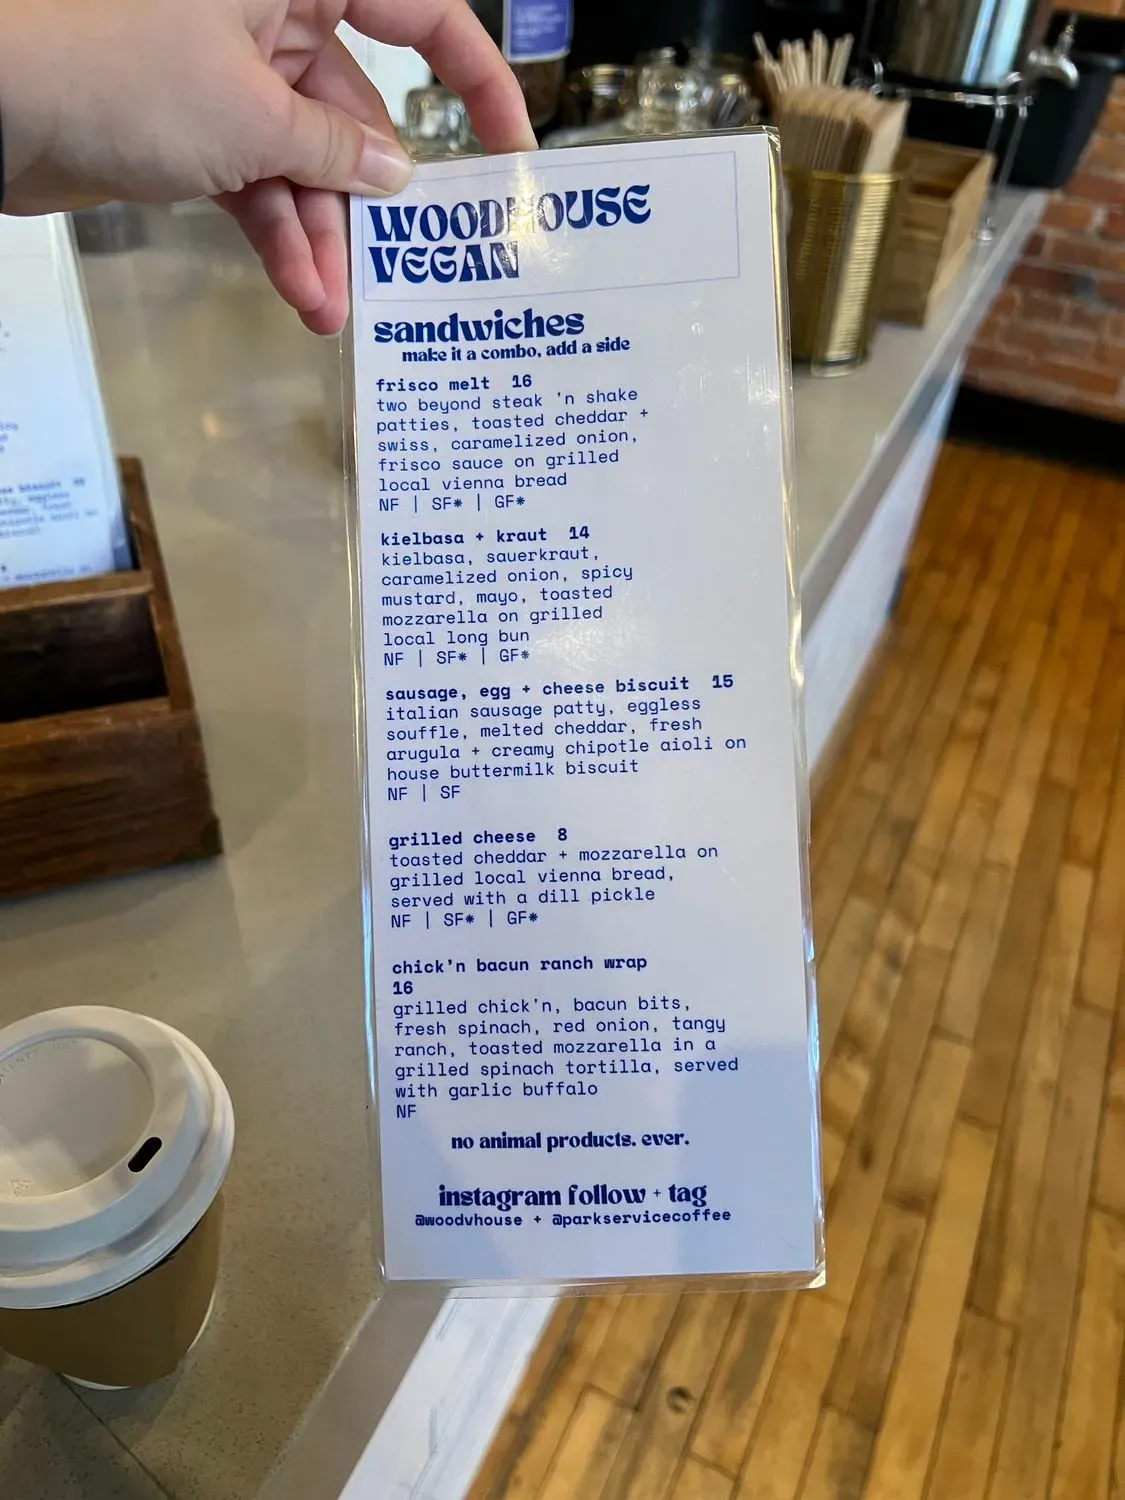 WOODHOUSE
VEGAN
sandwiches
make it a combo, add a side
frisco melt 16
two beyond steak 'n shake
patties, toasted cheddar +
swiss, caramelized onion,
frisco sauce on grilled
local vienna bread
NF | SF* | GF*
kielbasa + kraut 14
kielbasa, sauerkraut,
caramelized onion, spicy
mustard, mayo, toasted
mozzarella on grilled
local long bun
NF | SF* | GF*
sausage, egg + cheese biscuit 15
italian sausage patty, eggless
souffle, melted cheddar, fresh
arugula + creamy chipotle aioli on
house buttermilk biscuit
NF | SF
grilled cheese 8
toasted cheddar + mozzarella on
grilled local vienna bread,
served with a dill pickle
NF | SF* | GF*
chick'n bacun ranch wrap
16
grilled chick'n, bacun bits,
fresh spinach, red onion, tangy
ranch, toasted mozzarella in a
grilled spinach tortilla, served
with garlic buffalo
NF
no animal products. ever.
instagram follow + tag
@woodvhouse + @parkservicecoffee